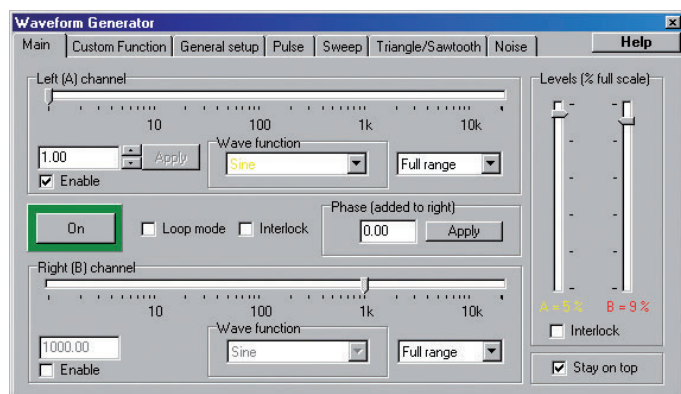 Waveform Generator
Main Custom Function General setup Pulse Sweep Triangle/Sawtooth Noise Help
Left (A) channel
10 100 1k 10k
1.00 Apply
Wave function
Sine
Full range
Enable
On
Loop mode
Interlock
Phase (added to right)
0.00 Apply
Right (B) channel
10 100 1k 10k
1000.00
Wave function
Sine
Full range
Enable
Levels (% full scale)
A = 5 % B = 9 %
Interlock
Stay on top